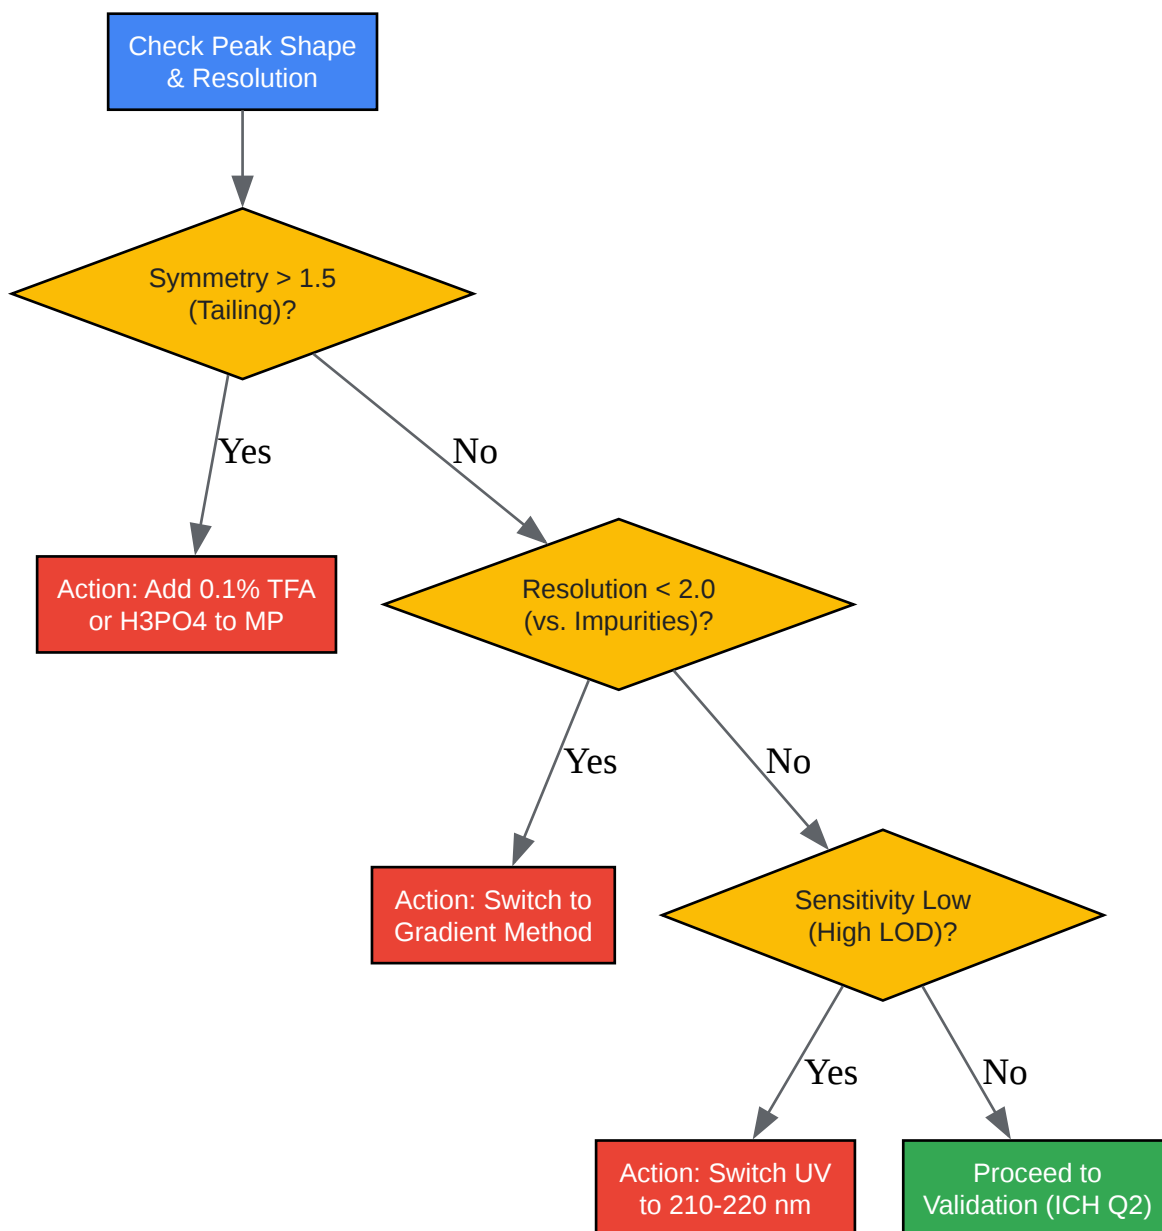 Check Peak Shape
& Resolution
Symmetry > 1.5
(Tailing)?
Yes
No
Action: Add 0.1% TFA
or H3PO4 to MP
Resolution < 2.0
(vs. Impurities)?
Yes
No
Action: Switch to
Gradient Method
Sensitivity Low
(High LOD)?
Yes
No
Action: Switch UV
to 210-220 nm
Proceed to
Validation (ICH Q2)